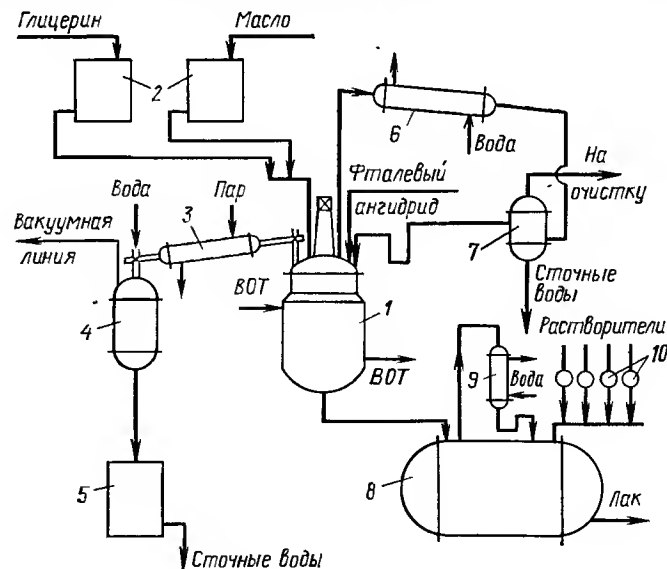 Глицерин
Масло
2
6
Вода
Фталевый
ангидрид
На
очистку
7
Сточные
воды
Вода
Пар
3
Вакуумная
линия
4
ВОТ
1
ВОТ
Растворители
10
9
Вода
8
Лак
5
Сточные воды